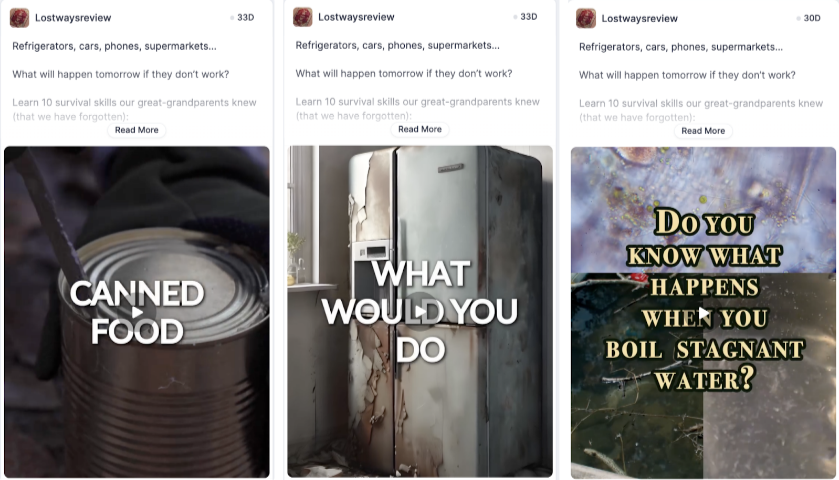 Lostwaysreview
33D
Refrigerators, cars, phones, supermarkets...
What will happen tomorrow if they don't work?
Learn 10 survival skills our great-grandparents knew
(that we have forgotten):
Read More
CANNED
FOOD
Lostwaysreview
33D
Refrigerators, cars, phones, supermarkets...
What will happen tomorrow if they don't work?
Learn 10 survival skills our great-grandparents knew
(that we have forgotten):
Read More
WHAT
WOULD YOU
DO
Lostwaysreview
30D
Refrigerators, cars, phones, supermarkets...
What will happen tomorrow if they don't work?
Learn 10 survival skills our great-grandparents knew
(that we have forgotten):
Read More
DO YOU
KNOW WHAT
HAPPENS
WHEN YOU
BOIL STAGNANT
WATER?